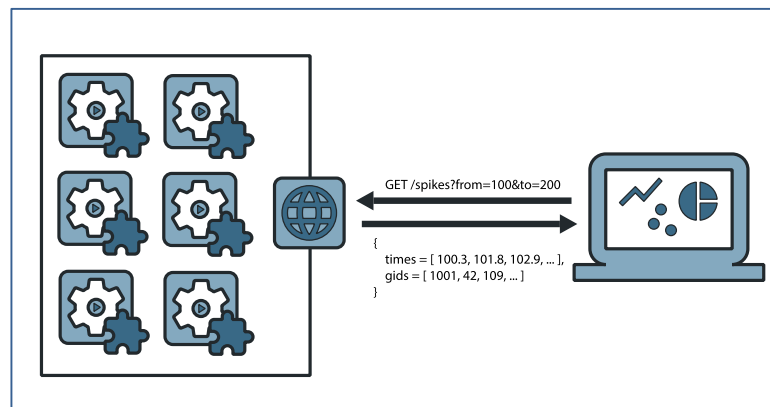 GET /spikes?from=100&to=200
{
times = [ 100.3, 101.8, 102.9, ... ],
gids = [ 1001, 42, 109, ... ]
}